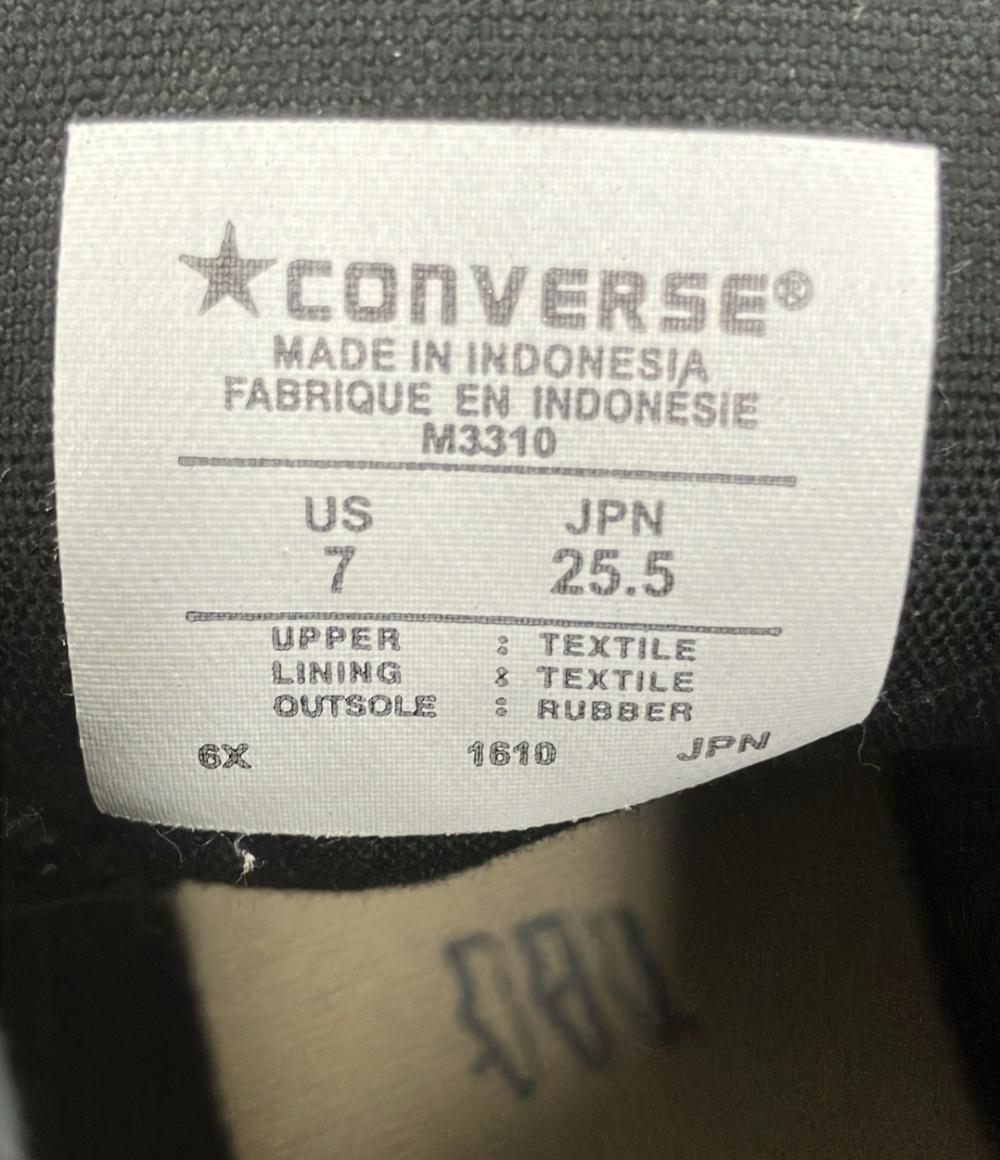 ★CONVERSE®
MADE IN INDONESIA
FABRIQUE EN INDONESIE
M3310
US JPN
7 25.5
UPPER : TEXTILE
LINING : TEXTILE
OUTSOLE : RUBBER
6X 1610 JPN